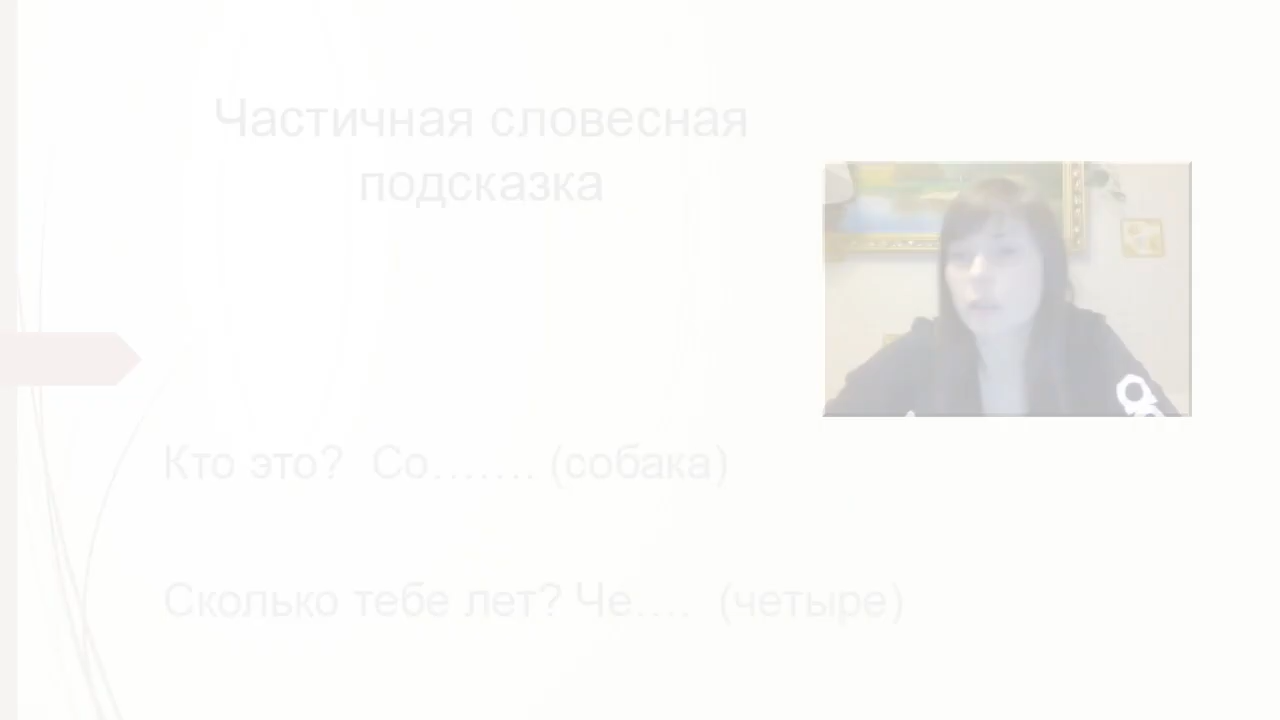 Частичная словесная
подсказка
Кто это? Со....... (собака)
Сколько тебе лет? Че.... (четыре)